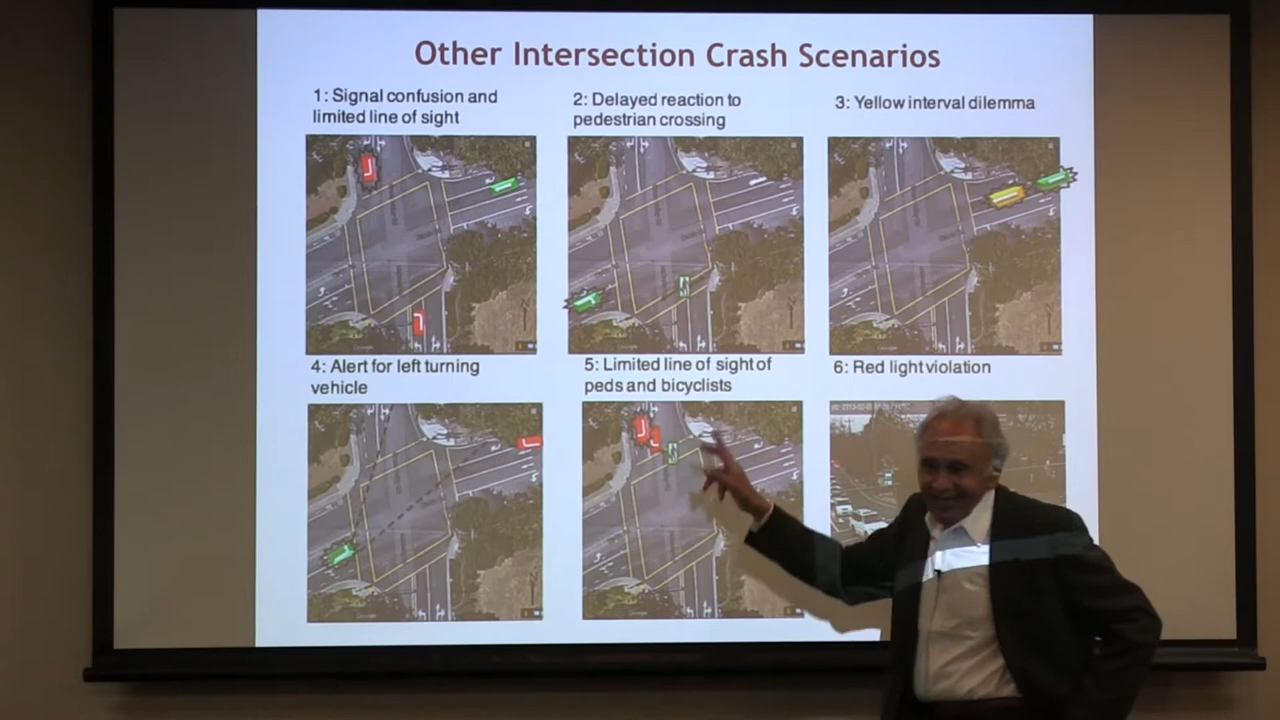 Other Intersection Crash Scenarios
1: Signal confusion and
limited line of sight
2: Delayed reaction to
pedestrian crossing
3: Yellow interval dilemma
4: Alert for left turning
vehicle
5: Limited line of sight of
peds and bicyclists
6: Red light violation